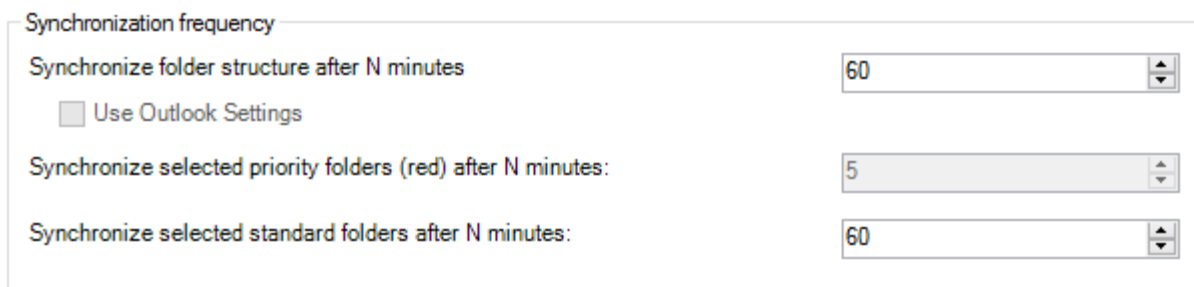 Synchronization frequency
Synchronize folder structure after N minutes 60
Use Outlook Settings
Synchronize selected priority folders (red) after N minutes: 5
Synchronize selected standard folders after N minutes: 60